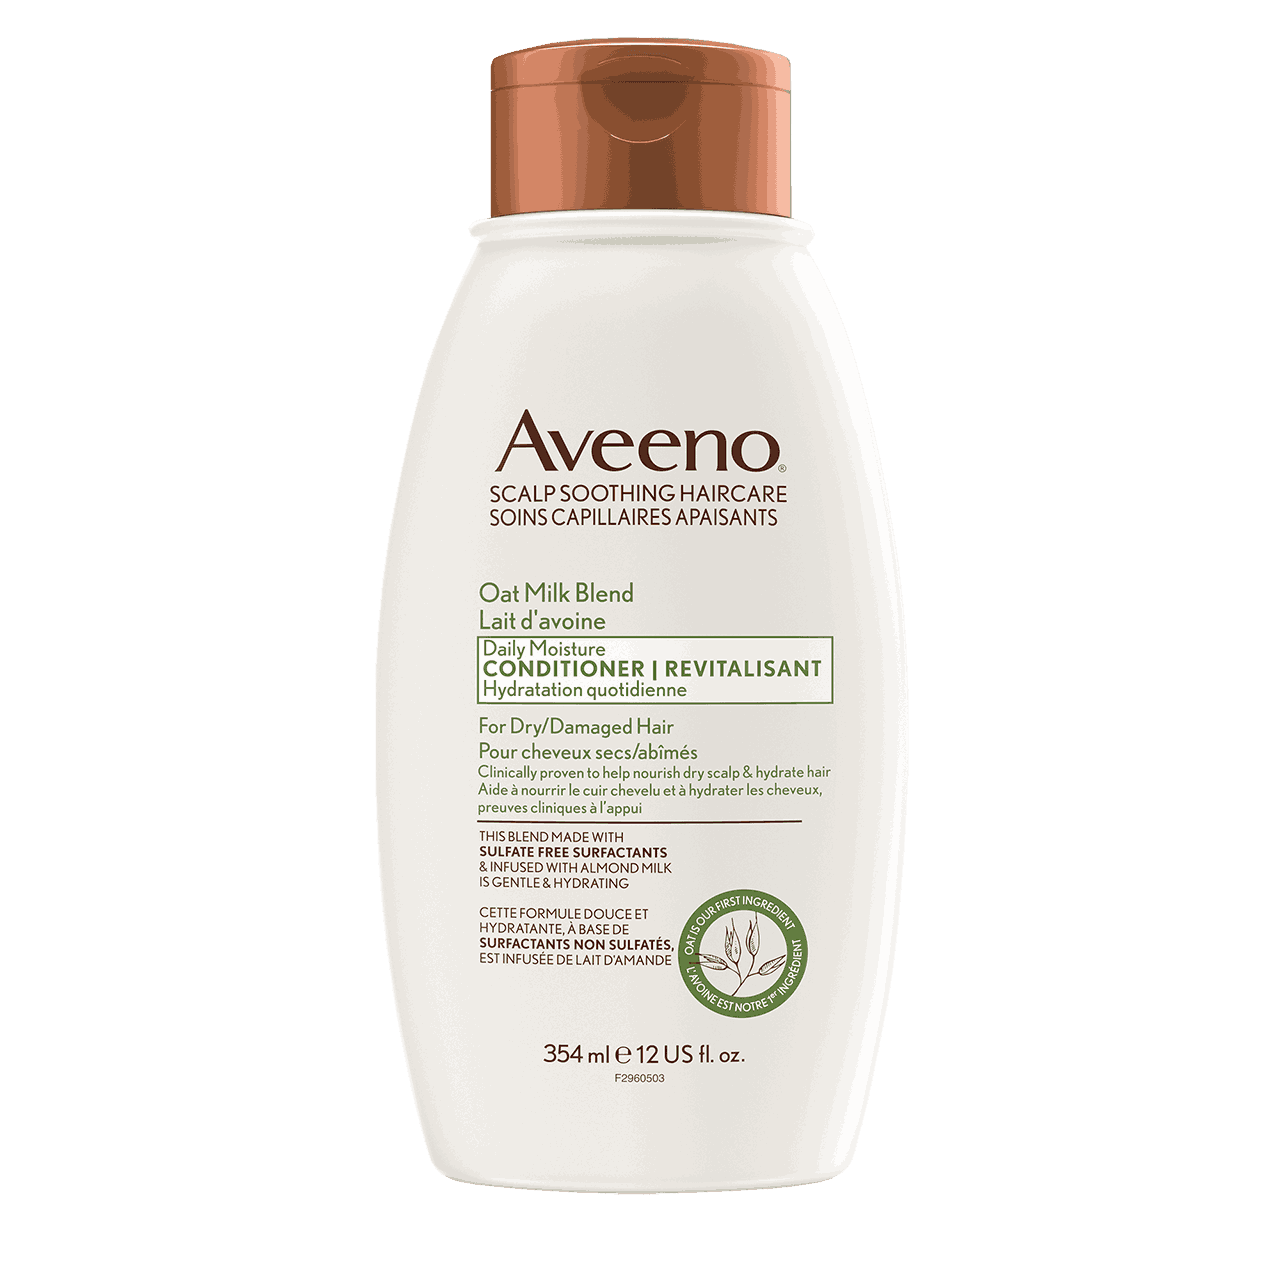 Aveeno®
SCALP SOOTHING HAIRCARE
SOINS CAPILLAIRES APAISANTS
Oat Milk Blend
Lait d'avoine
Daily Moisture
CONDITIONER | REVITALISANT
Hydratation quotidienne
For Dry/Damaged Hair
Pour cheveux secs/abîmés
Clinically proven to help nourish dry scalp & hydrate hair
Aide à nourrir le cuir chevelu et à hydrater les cheveux,
preuves cliniques à l'appui
THIS BLEND MADE WITH
SULFATE FREE SURFACTANTS
& INFUSED WITH ALMOND MILK
IS GENTLE & HYDRATING
CETTE FORMULE DOUCE ET
HYDRATANTE, À BASE DE
SURFACTANTS NON SULFATÉS,
EST INFUSÉE DE LAIT D'AMANDE
OAT IS OUR FIRST INGREDIENT
L'AVOINE EST NOTRE 1er INGRÉDIENT
354 ml ℮ 12 US fl. oz.
F2960503